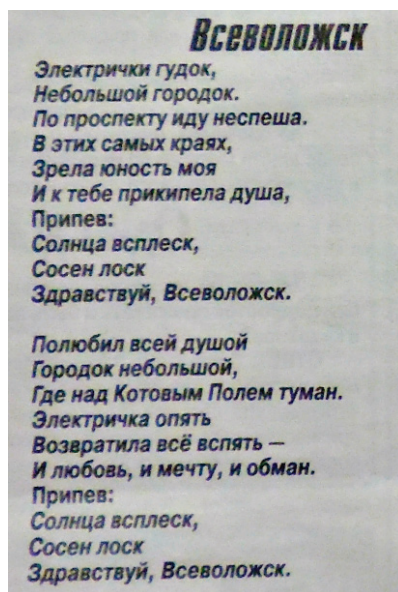 Всеволожск
Электрички гудок,
Небольшой городок.
По проспекту иду неспеша.
В этих самых краях,
Зрела юность моя
И к тебе прикипела душа,
Припев:
Солнца всплеск,
Сосен лоск
Здравствуй, Всеволожск.

Полюбил всей душой
Городок небольшой,
Где над Котовым Полем туман.
Электричка опять
Возвратила всё вспять –
И любовь, и мечту, и обман.
Припев:
Солнца всплеск,
Сосен лоск
Здравствуй, Всеволожск.